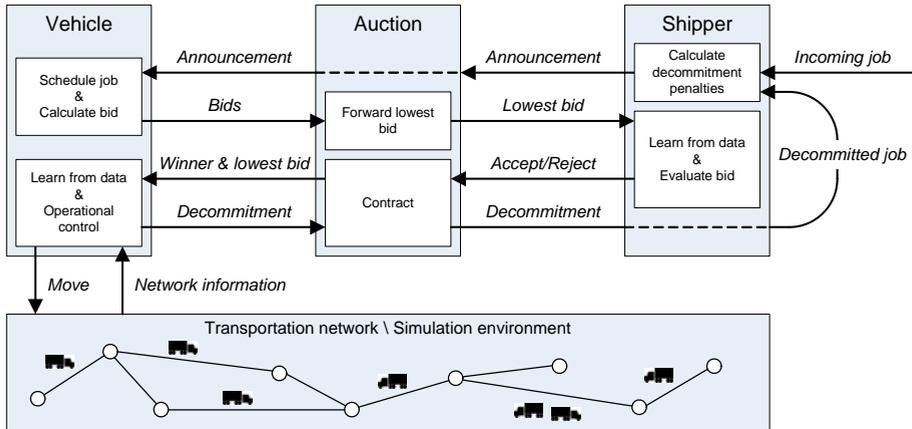 Vehicle
Auction
Shipper
Announcement
Announcement
Incoming job
Schedule job
&
Calculate bid
Calculate
decommitment
penalties
Bids
Forward lowest
bid
Lowest bid
Winner & lowest bid
Accept/Reject
Learn from data
&
Evaluate bid
Decommitted job
Learn from data
&
Operational
control
Contract
Decommitment
Decommitment
Move
Network information
Transportation network \ Simulation environment